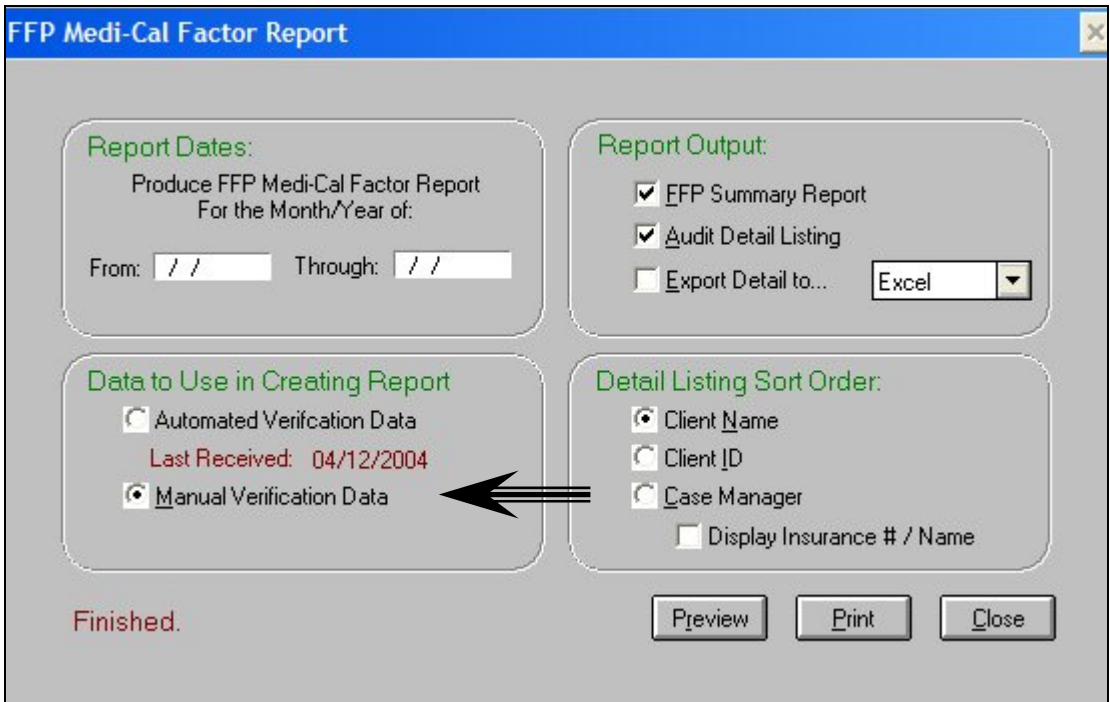 FFP Medi-Cal Factor Report
Report Dates:
Produce FFP Medi-Cal Factor Report
For the Month/Year of:
From: / / Through: / /
Report Output:
FFP Summary Report
Audit Detail Listing
Export Detail to... Excel
Data to Use in Creating Report
Automated Verifcation Data
Last Received: 04/12/2004
Manual Verification Data
Detail Listing Sort Order:
Client Name
Client ID
Case Manager
Display Insurance # / Name
Finished.
Preview Print Close